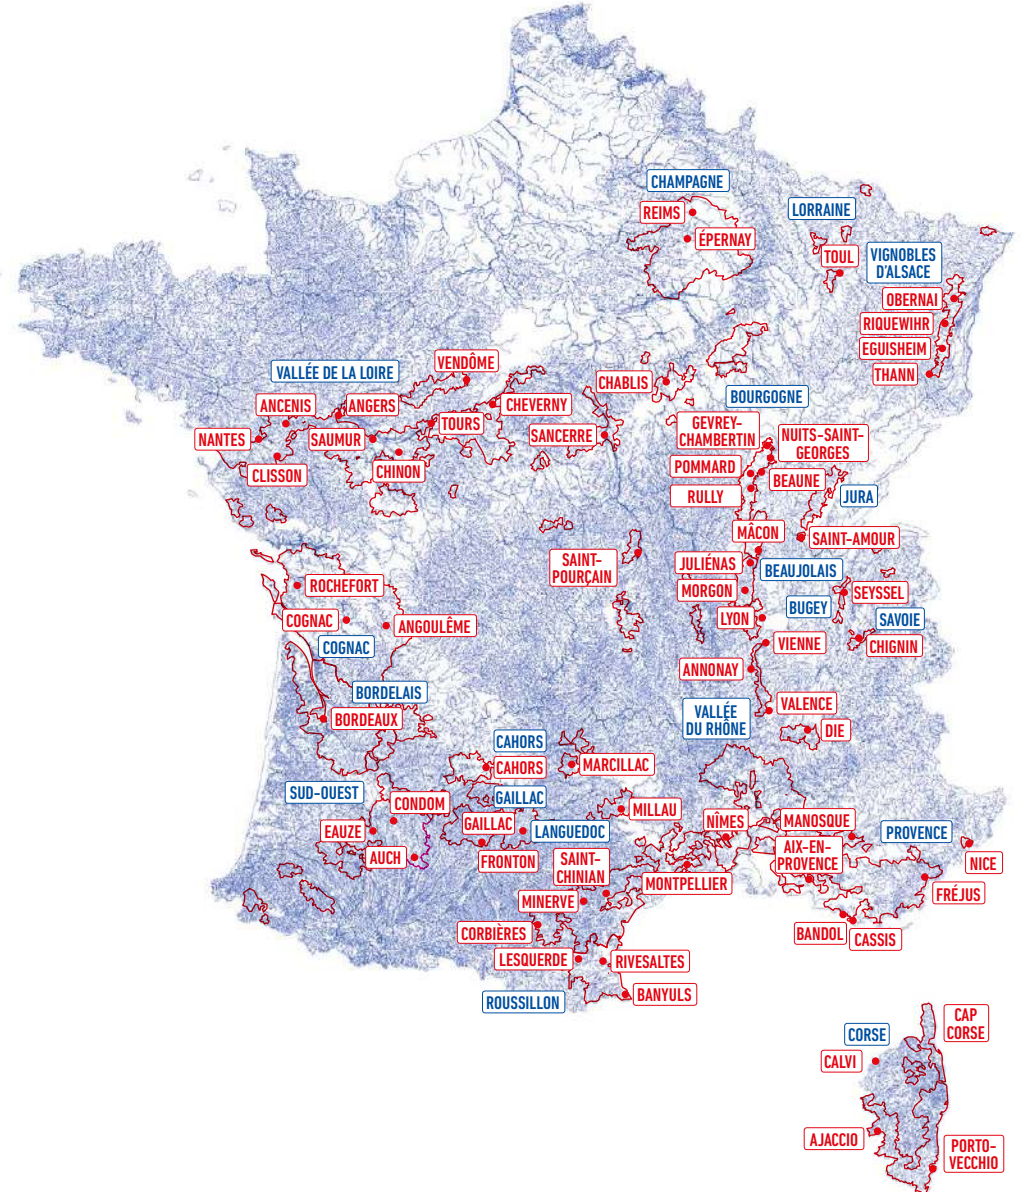 CHAMPAGNE
REIMS
ÉPERNAY
LORRAINE
TOUL
VIGNOBLES
D'ALSACE
OBERNAI
RIQUEWIHR
EGUISHEIM
THANN
VALLÉE DE LA LOIRE
VENDÔME
ANCENIS
ANGERS
CHEVERNY
NANTES
SAUMUR
TOURS
CLISSON
CHINON
SANCERRE
CHABLIS
BOURGOGNE
GEVREY-
CHAMBERTIN
NUITS-SAINT-
GEORGES
POMMARD
BEAUNE
RULLY
JURA
MÂCON
SAINT-AMOUR
SAINT-
POURÇAIN
JULIÉNAS
BEAUJOLAIS
MORGON
BUGEY
SEYSSEL
LYON
SAVOIE
CHIGNIN
VIENNE
ANNONAY
ROCHEFORT
COGNAC
ANGOULÊME
COGNAC
BORDELAIS
BORDEAUX
VALLÉE
DU RHÔNE
VALENCE
DIE
CAHORS
CAHORS
MARCILLAC
SUD-OUEST
CONDOM
GAILLAC
MILLAU
EAUZE
GAILLAC
LANGUEDOC
NÎMES
MANOSQUE
PROVENCE
AUCH
FRONTON
SAINT-
CHINIAN
AIX-EN-
PROVENCE
NICE
MONTPELLIER
FRÉJUS
MINERVE
CORBIÈRES
BANDOL
CASSIS
LESQUERDE
RIVESALTES
ROUSSILLON
BANYULS
CORSE
CAP
CORSE
CALVI
AJACCIO
PORTO-
VECCHIO